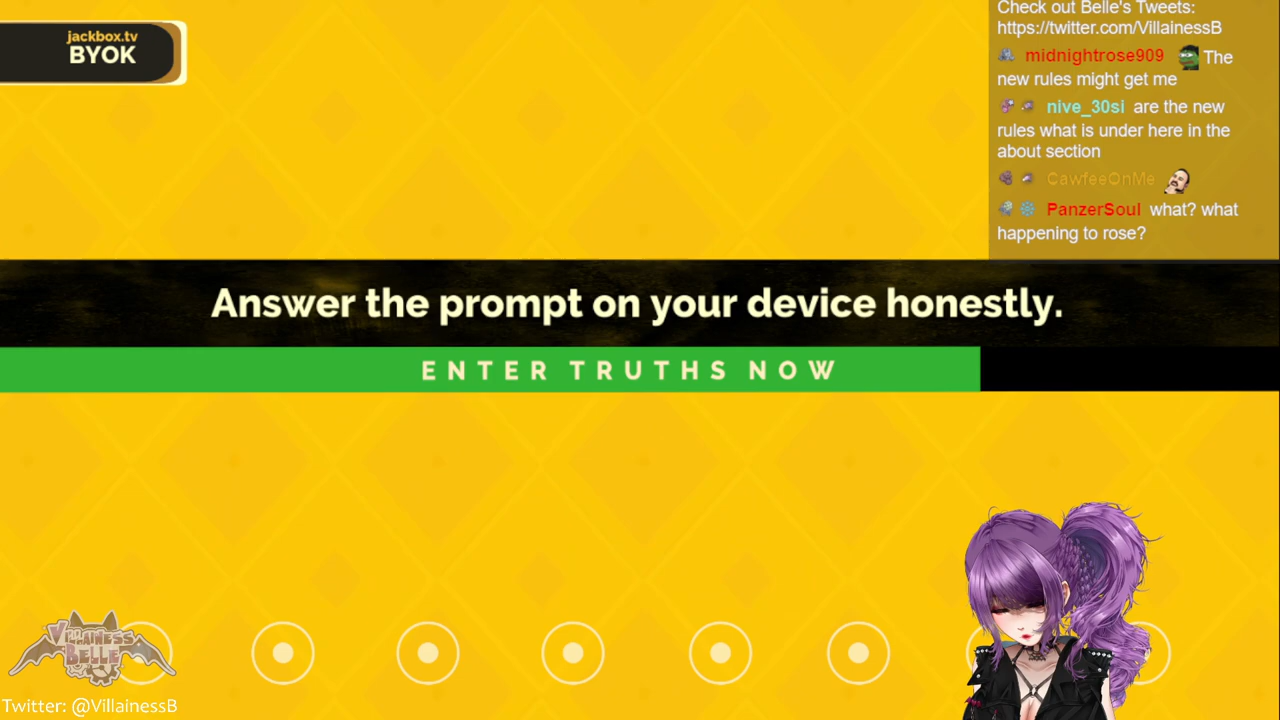 jackbox.tv
BYOK
Check out Belle's Tweets:
https://twitter.com/VillainessB
midnightrose909 The
new rules might get me
nive_30si are the new
rules what is under here in the
about section
CawfeeOnMe
PanzerSoul what? what
happening to rose?
Answer the prompt on your device honestly.
ENTER TRUTHS NOW
VILLAINESS
BELLE
Twitter: @VillainessB